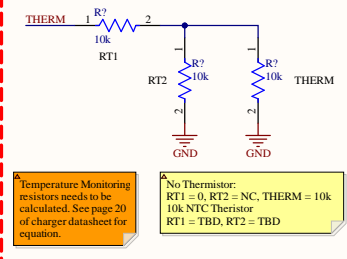 THERM
1
R?
2
10k
RT1
1
R?
10k
RT2
2
GND
1
R?
10k
THERM
2
GND
Temperature Monitoring
resistors needs to be
calculated. See page 20
of charger datasheet for
equation.
No Thermistor:
RT1 = 0, RT2 = NC, THERM = 10k
10k NTC Theristor
RT1 = TBD, RT2 = TBD